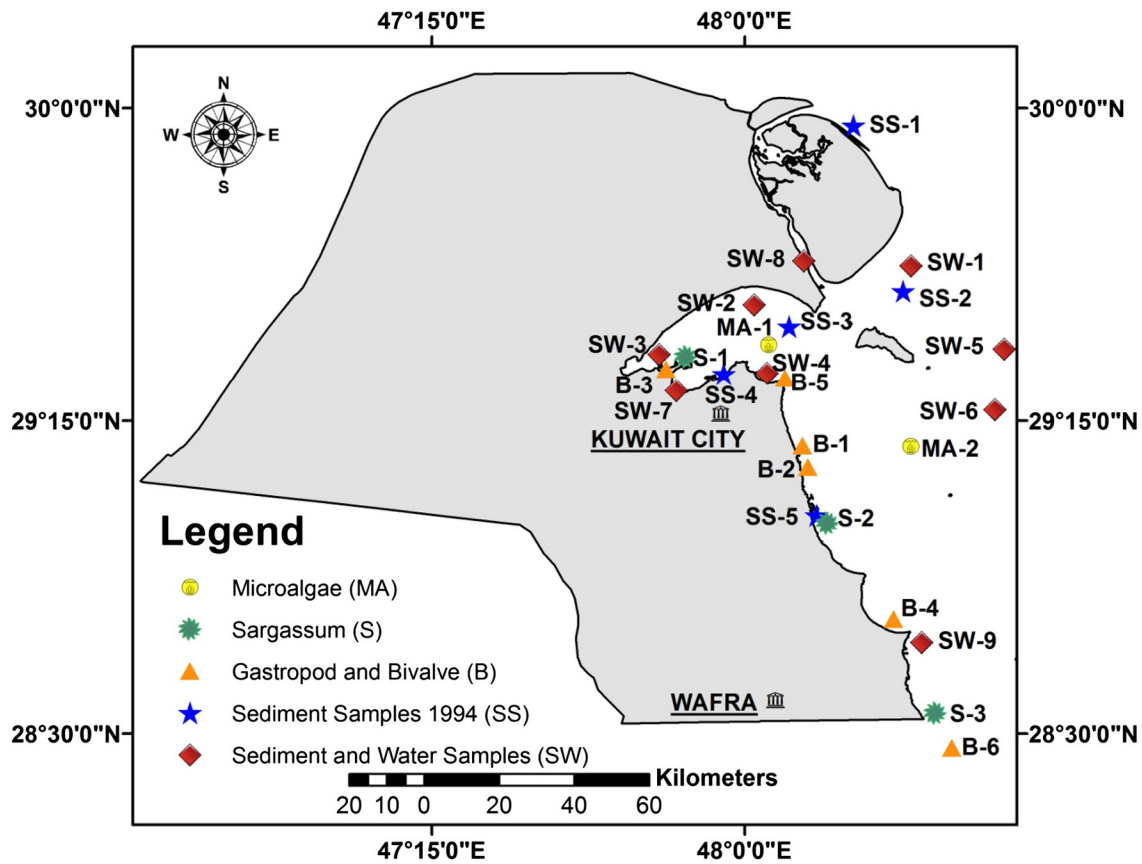 47°15'0"E 48°0'0"E
30°0'0"N 30°0'0"N
N
W E
S
SS-1
SW-8 SW-1
SS-2
SW-2
MA-1 SS-3
SW-3 S-1 SW-5
SW-4
B-3 B-5
SS-4
SW-7 SW-6
29°15'0"N 29°15'0"N
KUWAIT CITY B-1
MA-2
B-2
SS-5 S-2
Legend
Microalgae (MA)
Sargassum (S)
B-4
SW-9
Gastropod and Bivalve (B)
WAFRA
Sediment Samples 1994 (SS) S-3
28°30'0"N 28°30'0"N
B-6
Sediment and Water Samples (SW)
Kilometers
20 10 0 20 40 60
47°15'0"E 48°0'0"E